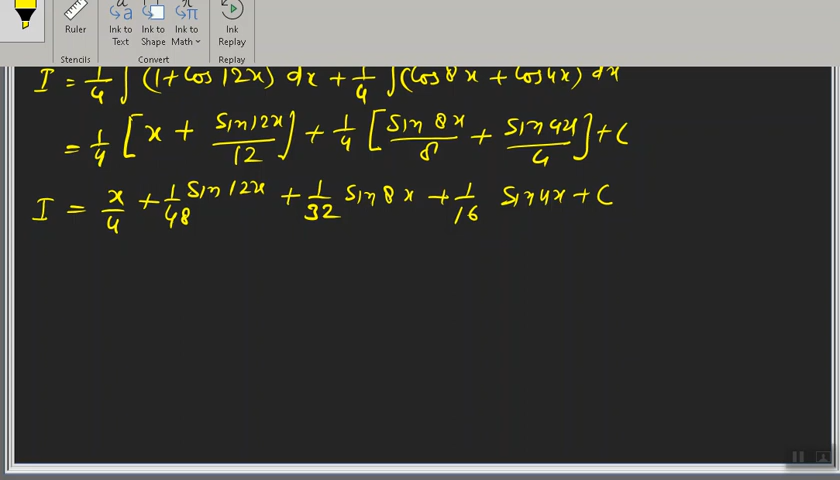 Ruler
Ink to Text
Ink to Shape
Ink to Math
Ink Replay
Stencils
Convert
Replay
I = 1/4 ∫ (1+cos 12x) dx + 1/4 ∫ (cos 8x + cos 4x) dx
= 1/4 [x + sin 12x/12] + 1/4 [sin 8x/8 + sin 4x/4] + C
I = x/4 + 1/48 sin 12x + 1/32 sin 8x + 1/16 sin 4x + C